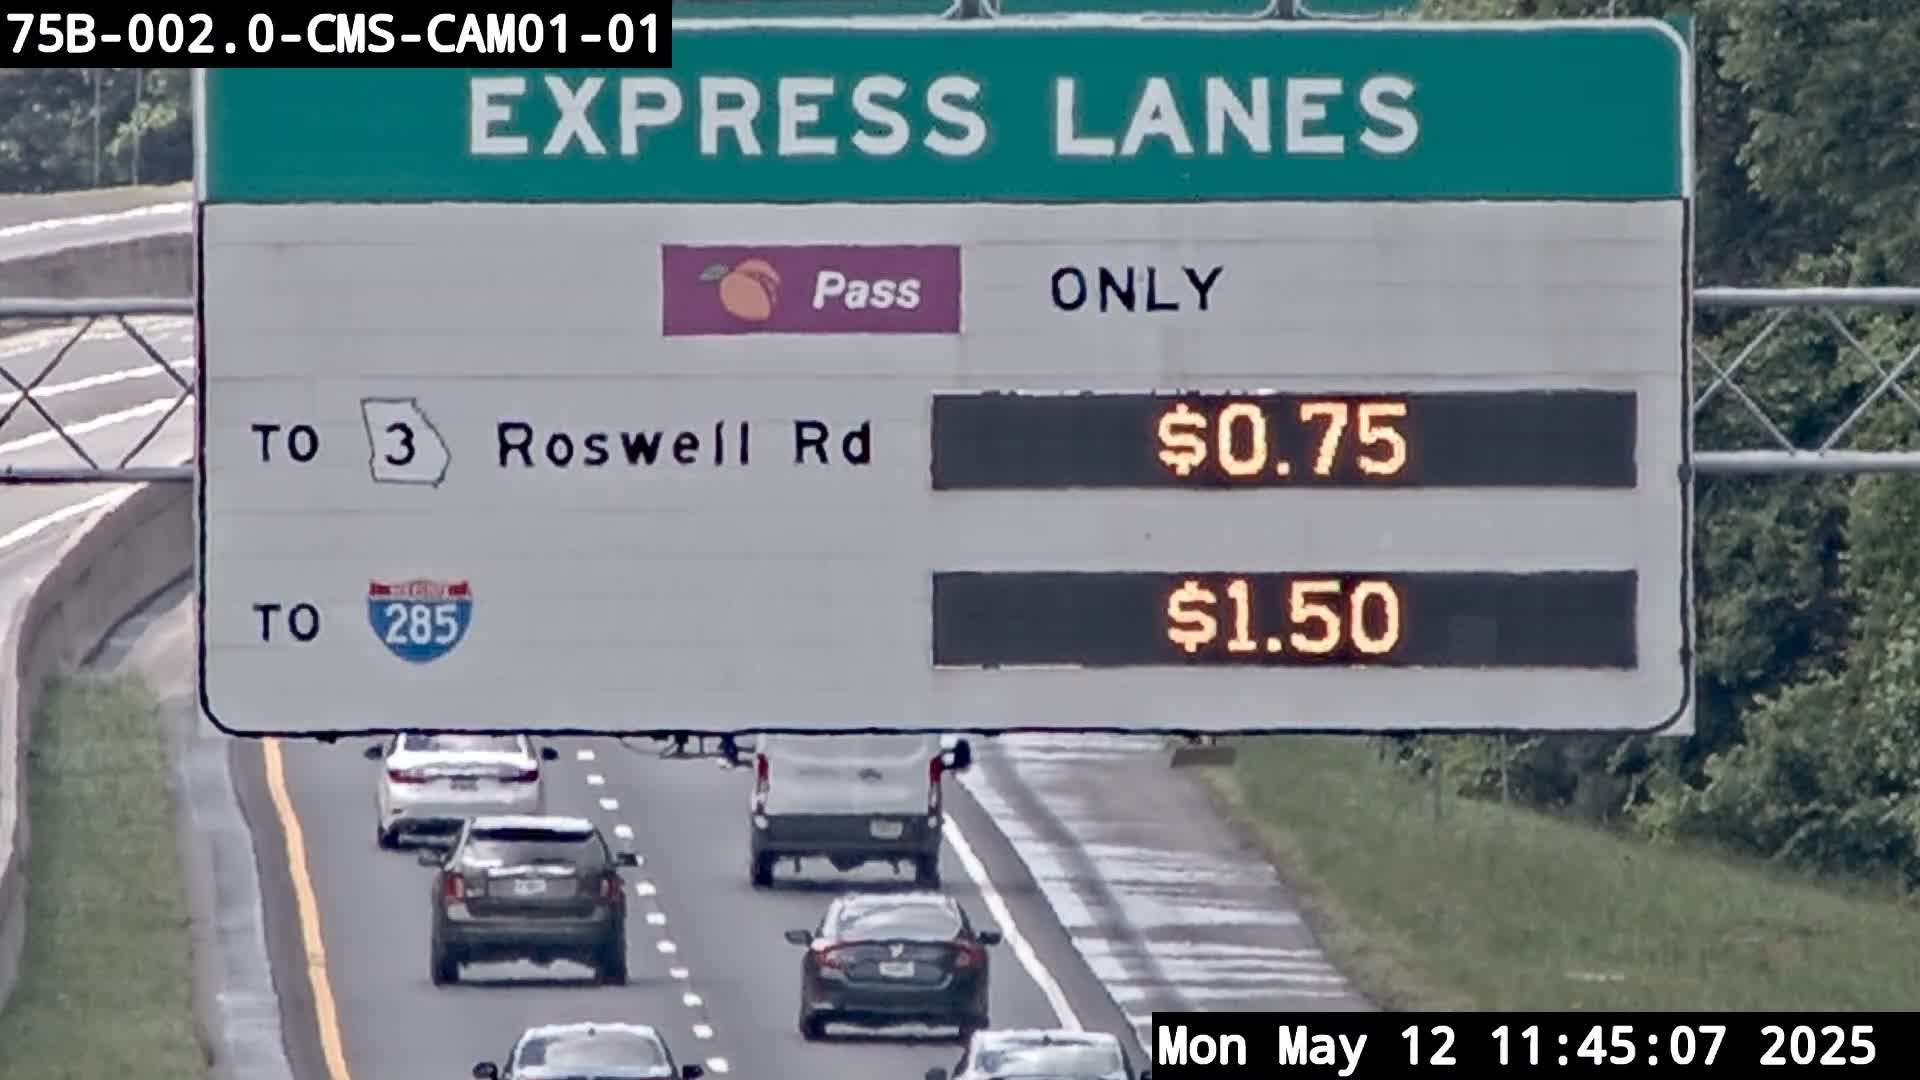 75B-002.0-CMS-CAM01-01
EXPRESS LANES
Pass ONLY
TO 3 Roswell Rd $0.75
TO 285 $1.50
Mon May 12 11:45:07 2025